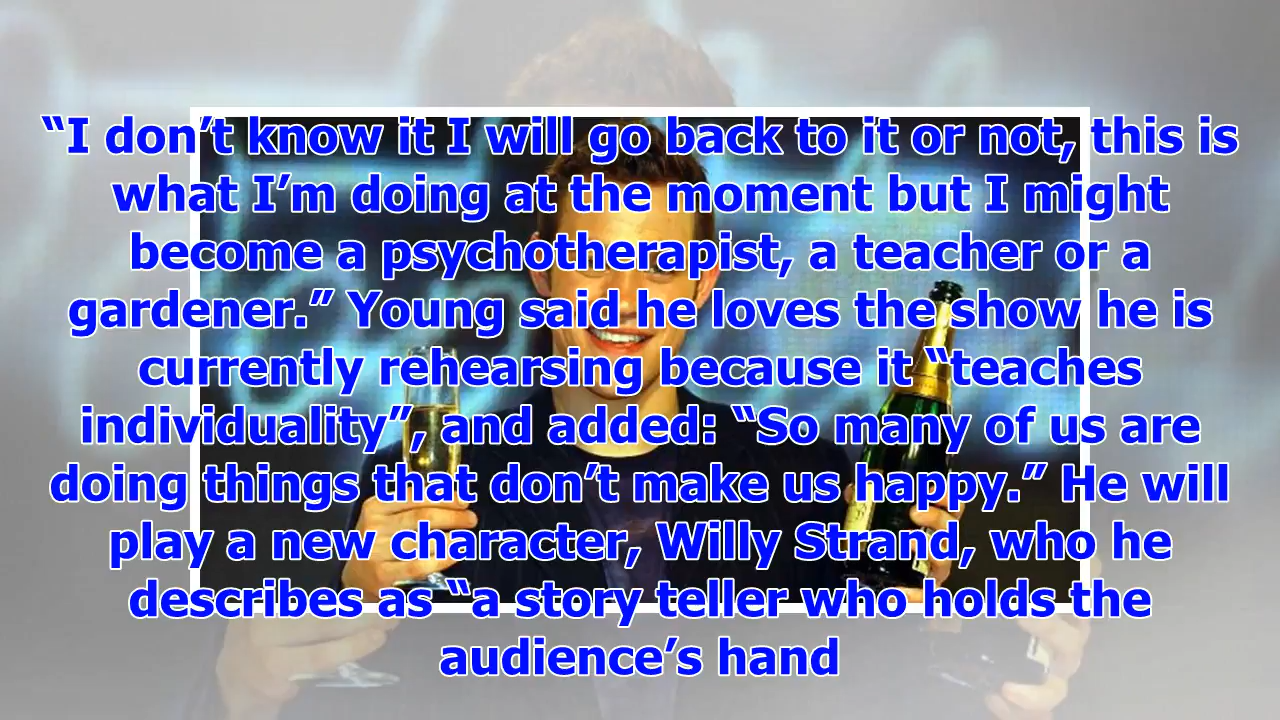 “I don’t know it I will go back to it or not, this is
what I’m doing at the moment but I might
become a psychotherapist, a teacher or a
gardener.” Young said he loves the show he is
currently rehearsing because it “teaches
individuality”, and added: “So many of us are
doing things that don’t make us happy.” He will
play a new character, Willy Strand, who he
describes as “a story teller who holds the
audience’s hand